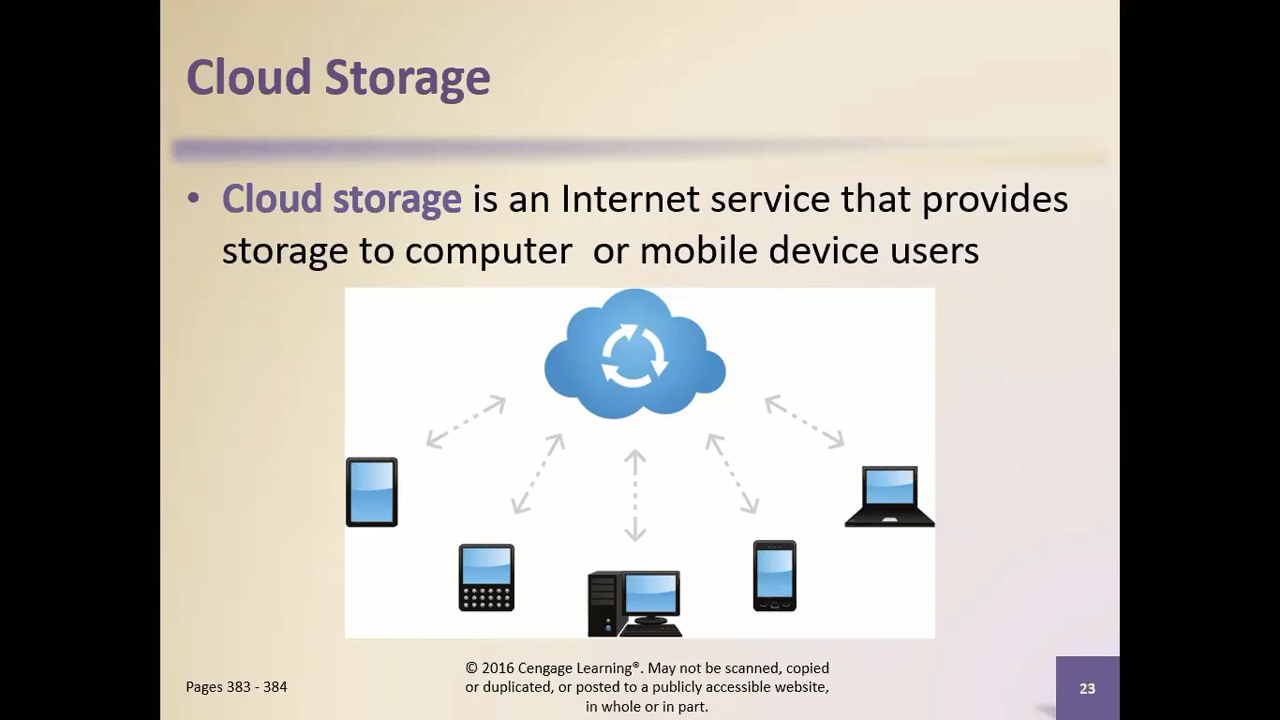 Cloud Storage
• Cloud storage is an Internet service that provides
storage to computer  or mobile device users
Pages 383 - 384
© 2016 Cengage Learning®. May not be scanned, copied
or duplicated, or posted to a publicly accessible website,
in whole or in part.
23